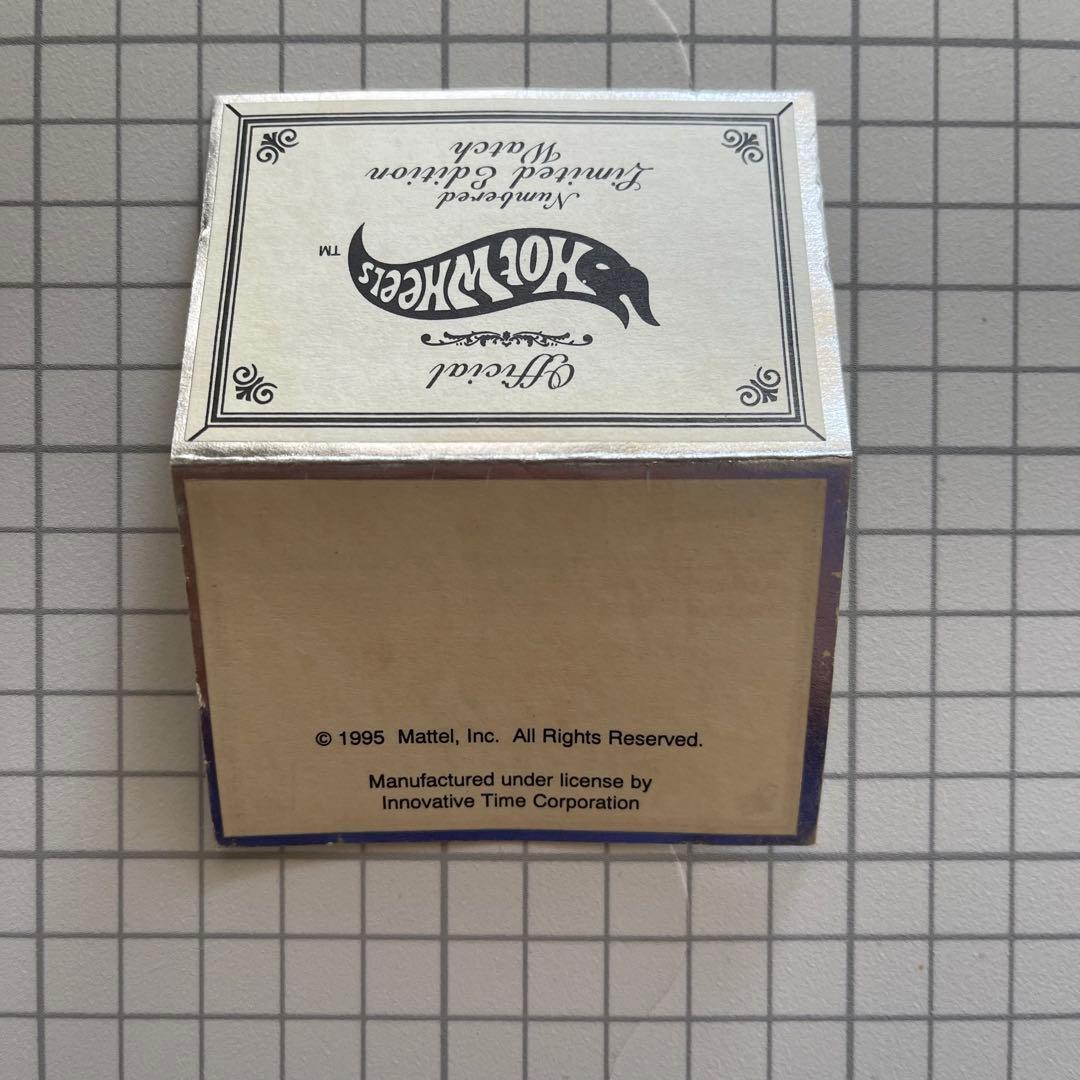 Official
HOT WHEELS TM
Numbered
Limited Edition
Watch
© 1995 Mattel, Inc. All Rights Reserved.
Manufactured under license by
Innovative Time Corporation